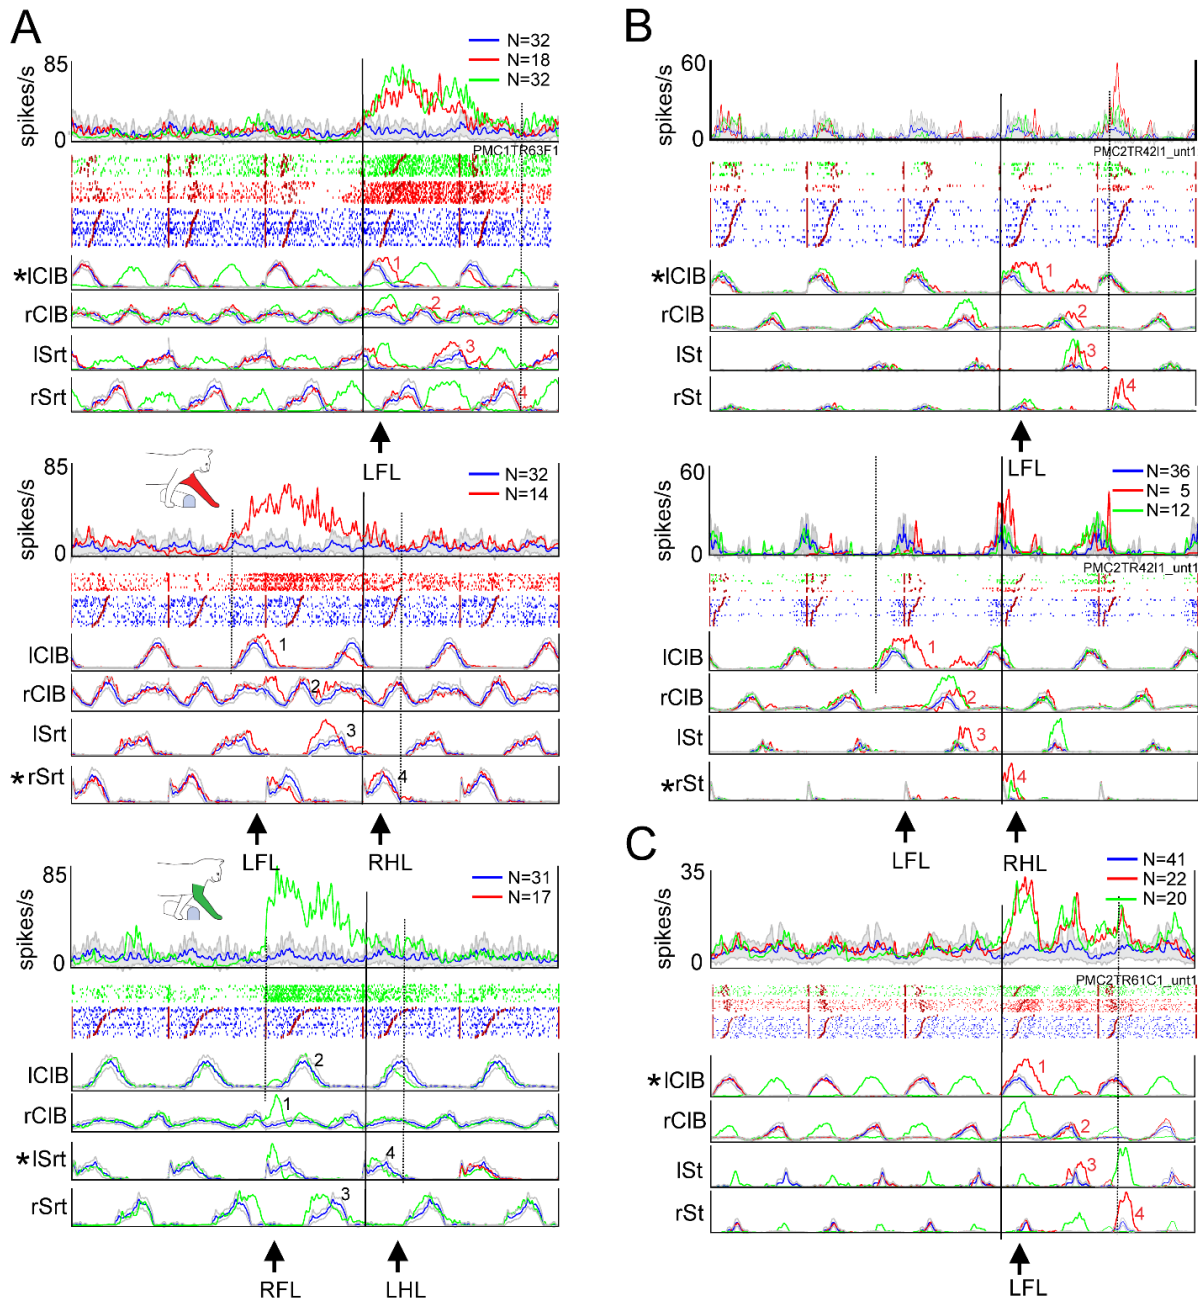 A
85
spikes/s
0
N=32
N=18
N=32
PMC1TR63F1
*lClB
1
rClB
2
lSrt
3
rSrt
4
LFL
85
spikes/s
0
N=32
N=14
lClB
1
rClB
2
lSrt
3
*rSrt
4
LFL
RHL
85
spikes/s
0
N=31
N=17
lClB
2
rClB
1
*lSrt
4
rSrt
3
RFL
LHL
B
60
spikes/s
0
PMC2TR42I1_unt1
*lClB
1
rClB
2
lSt
3
rSt
4
LFL
60
spikes/s
0
N=36
N= 5
N=12
PMC2TR42I1_unt1
lClB
1
rClB
2
lSt
3
*rSt
4
LFL
RHL
C
35
spikes/s
0
N=41
N=22
N=20
PMC2TR61C1_unt1
*lClB
1
rClB
2
lSt
3
rSt
4
LFL